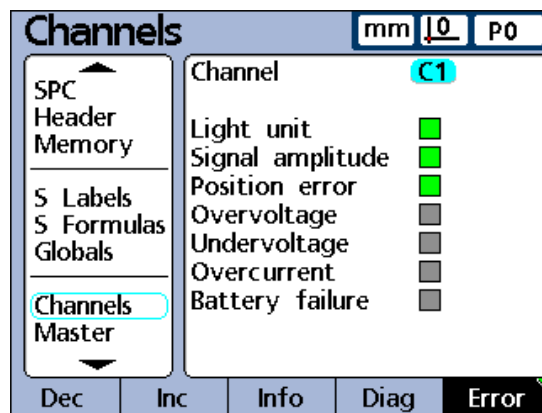 Channels
mm 0 P0
SPC
Header
Memory
S Labels
S Formulas
Globals
Channels
Master
Channel C1
Light unit
Signal amplitude
Position error
Overvoltage
Undervoltage
Overcurrent
Battery failure
Dec Inc Info Diag Error